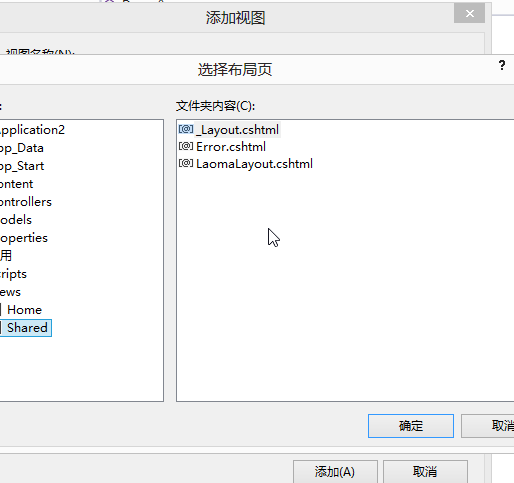 添加视图
视图名称(N):
选择布局页
?
:
文件夹内容(C):
pplication2
pp_Data
pp_Start
ontent
ontrollers
odels
operties
用
cripts
ews
Home
Shared
_Layout.cshtml
Error.cshtml
LaomaLayout.cshtml
确定
取消
添加(A)
取消